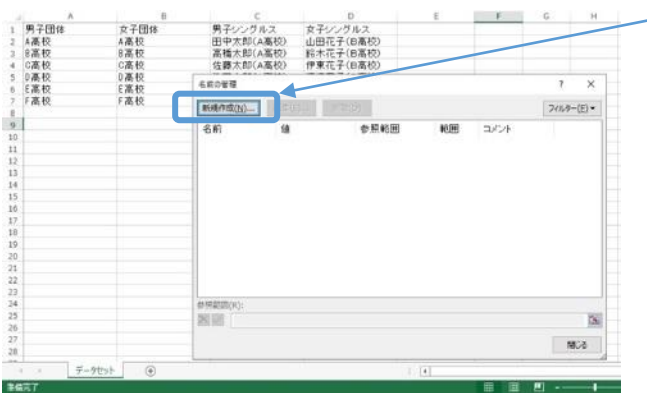 A B C D E F G H
1 男子団体 女子団体 男子シングルス 女子シングルス
2 A高校 A高校 田中太郎(A高校) 山田花子(B高校)
3 B高校 B高校 高橋太郎(A高校) 鈴木花子(B高校)
4 C高校 C高校 佐藤太郎(A高校) 伊東花子(B高校)
5 D高校 D高校
6 E高校 E高校
7 F高校 F高校
8
9
10
11
12
13
14
15
16
17
18
19
20
21
22
23
24
25
26
27
28
名前の管理 ? ×
新規作成(N)... フィルター(F)
名前 値 参照範囲 範囲 コメント
参照範囲(R):
閉じる
データセット
準備完了